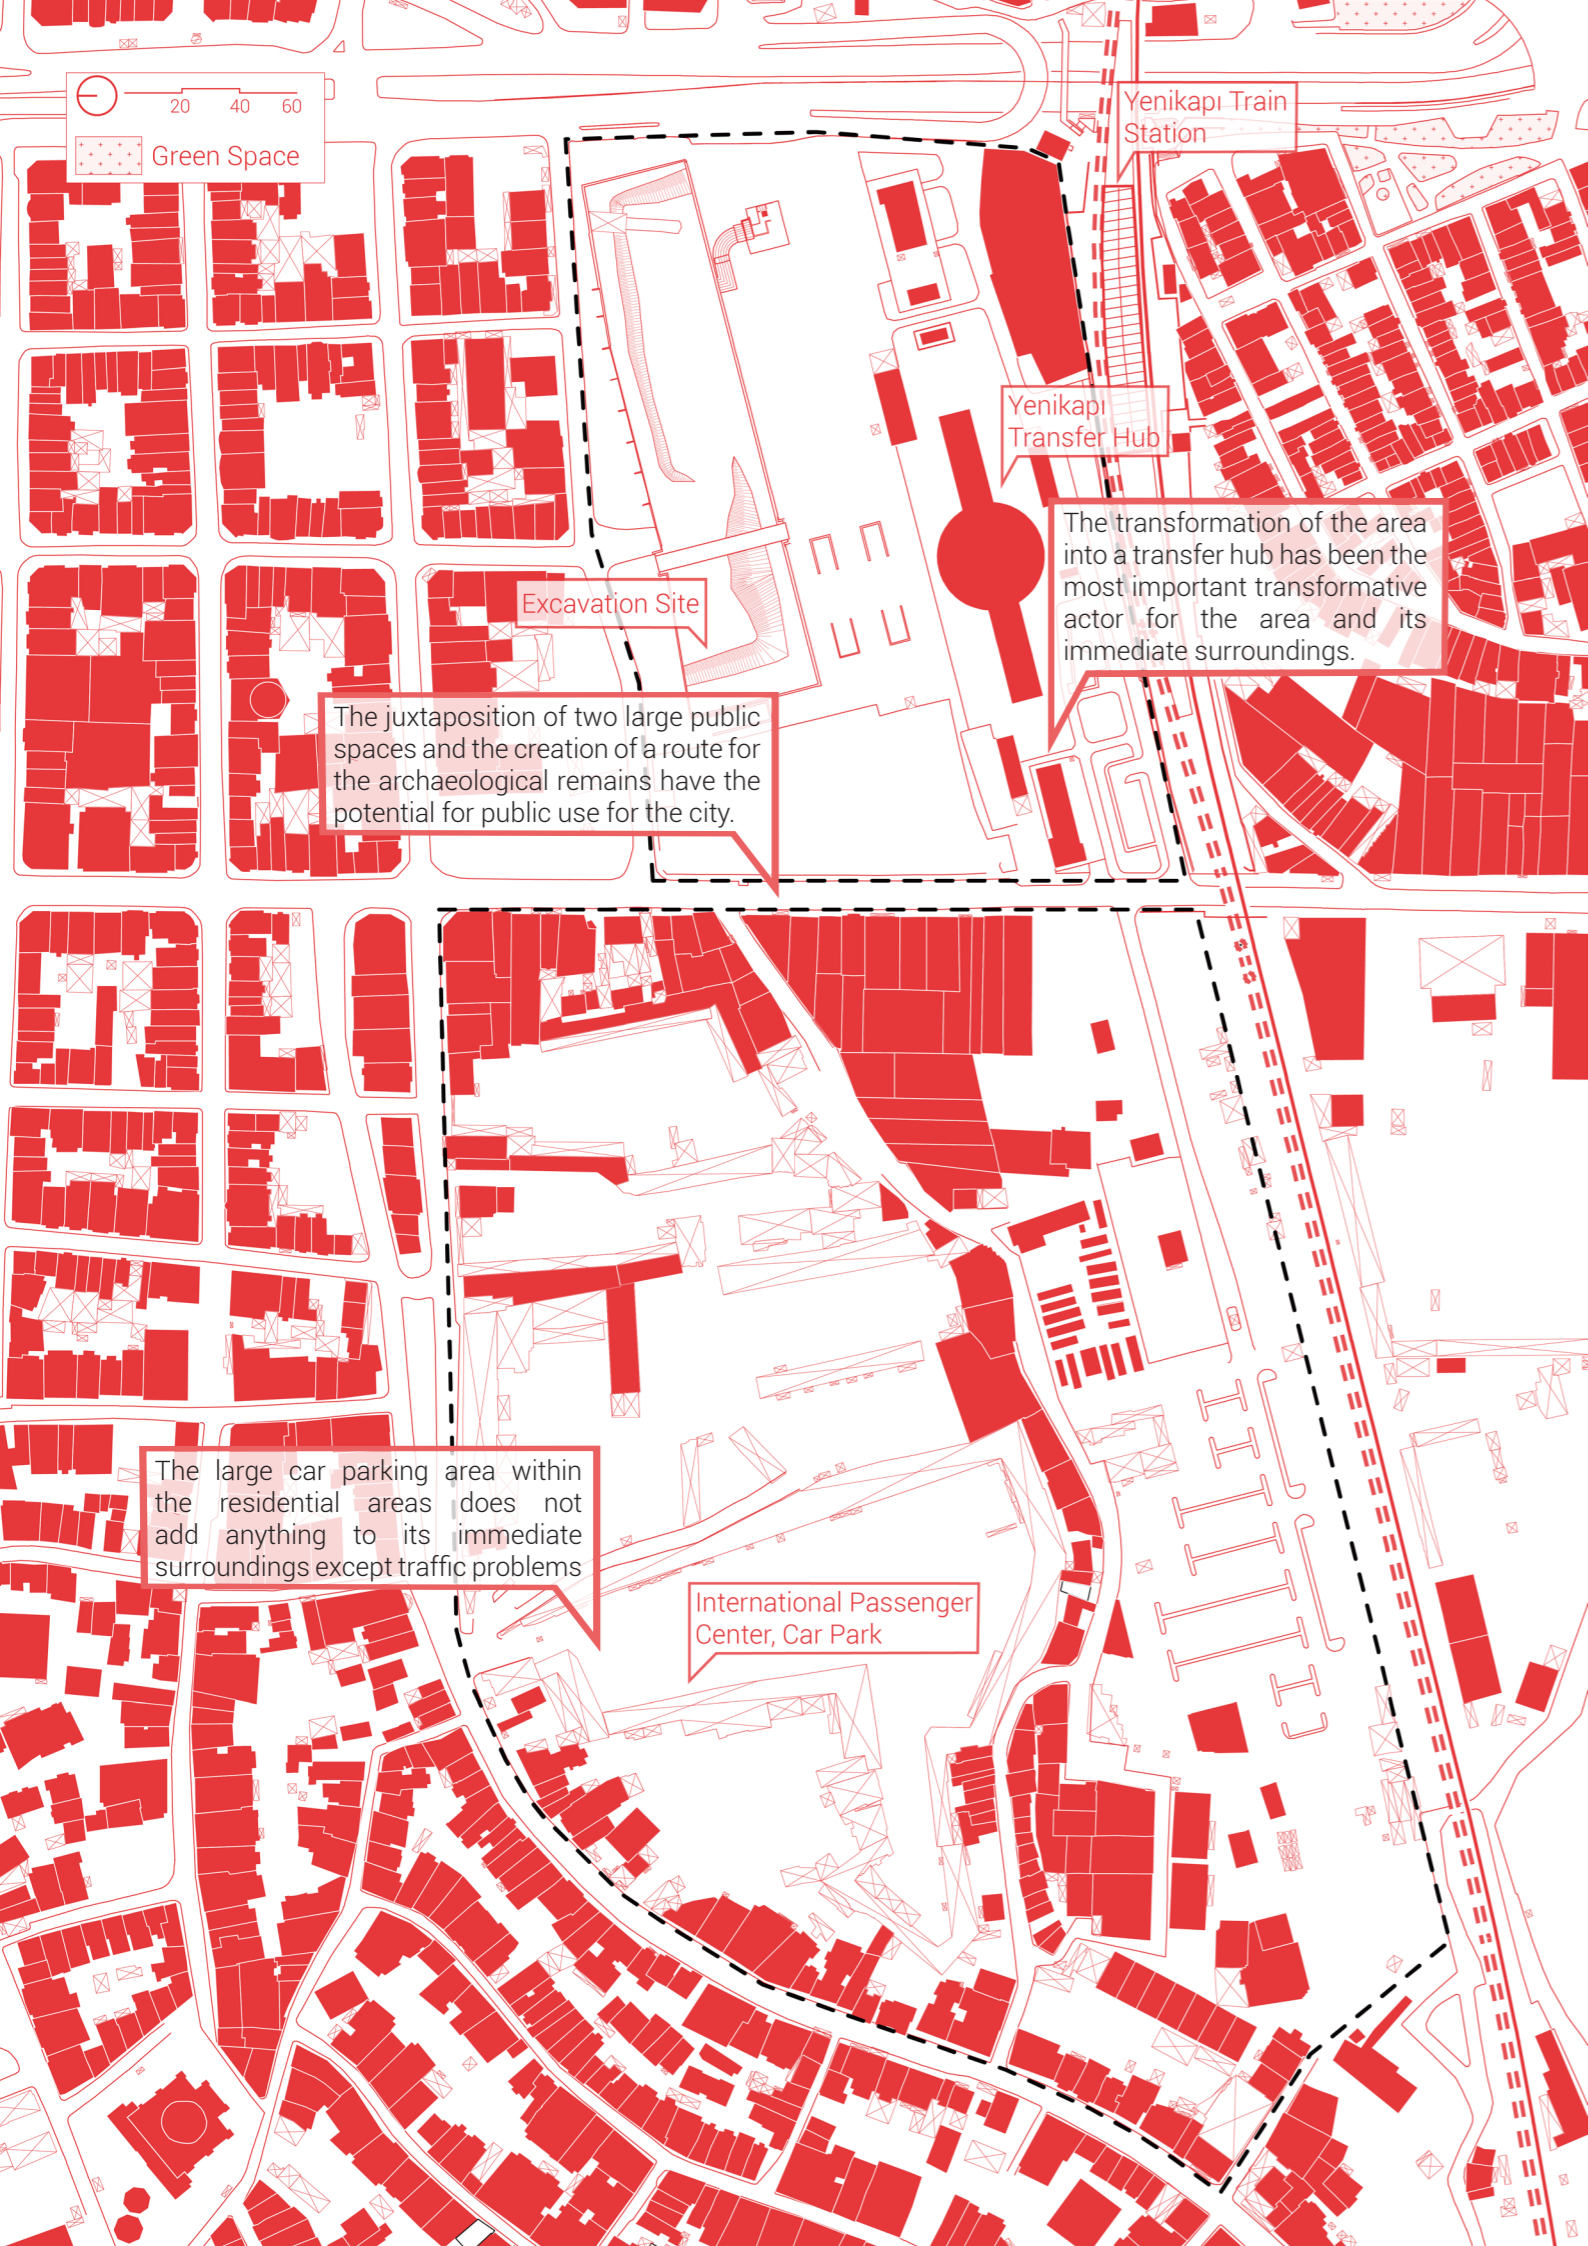 20 40 60
Green Space
Yenikapı Train
Station
Yenikapı
Transfer Hub
The transformation of the area
into a transfer hub has been the
most important transformative
actor for the area and its
immediate surroundings.
Excavation Site
The juxtaposition of two large public
spaces and the creation of a route for
the archaeological remains have the
potential for public use for the city.
The large car parking area within
the residential areas does not
add anything to its immediate
surroundings except traffic problems
International Passenger
Center, Car Park